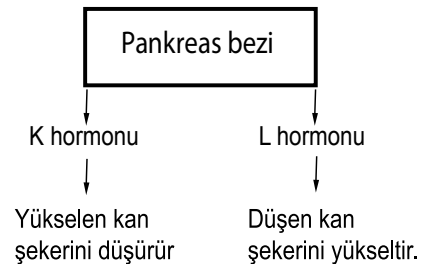 Pankreas bezi
K hormonu
L hormonu
Yükselen kan
şekerini düşürür
Düşen kan
şekerini yükseltir.